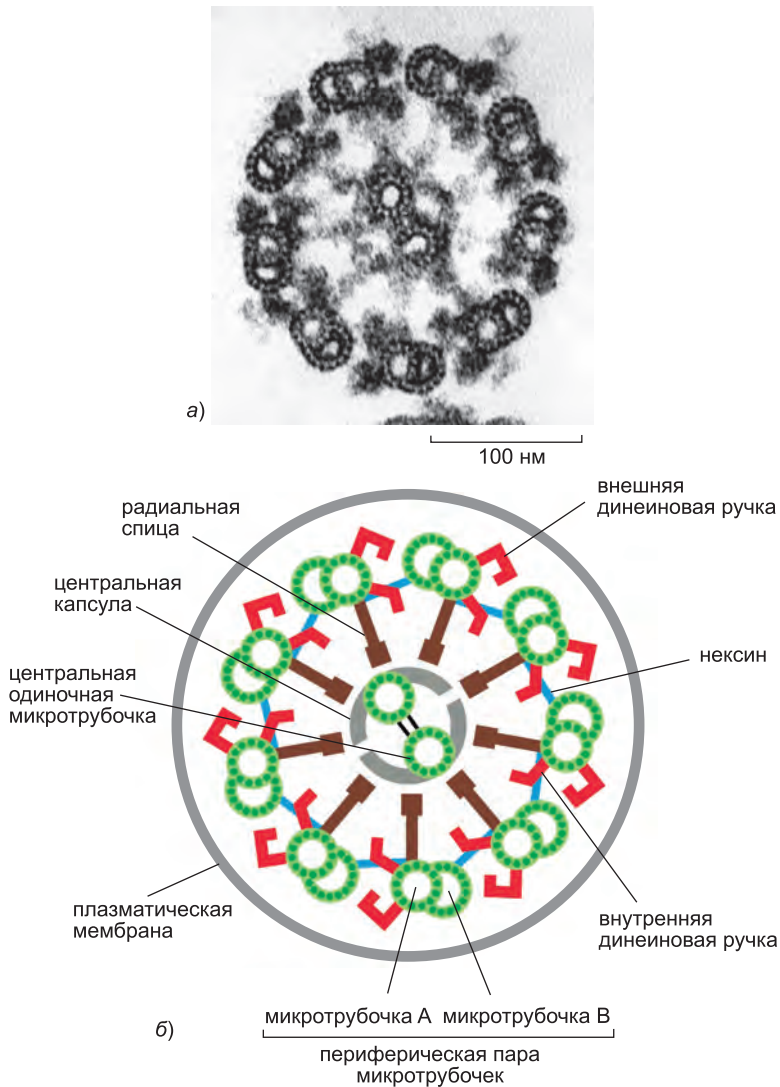 а)
100 нм
радиальная
спица
внешняя
динеиновая ручка
центральная
капсула
центральная
одиночная
микротрубочка
нексин
плазматическая
мембрана
внутренняя
динеиновая ручка
микротрубочка А микротрубочка В
б)
периферическая пара
микротрубочек